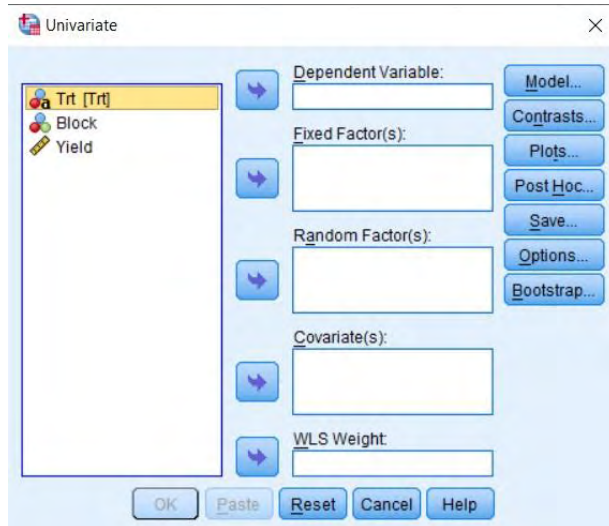 Univariate
Trt [Trt]
Block
Yield
Dependent Variable:
Fixed Factor(s):
Random Factor(s):
Covariate(s):
WLS Weight:
Model...
Contrasts...
Plots...
Post Hoc...
Save...
Options...
Bootstrap...
OK Paste Reset Cancel Help